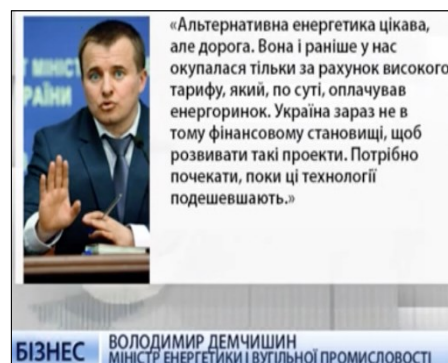 МІНІСТ
РАЇНИ
«Альтернативна енергетика цікава,
але дорога. Вона і раніше у нас
окупалася тільки за рахунок високого
тарифу, який, по суті, оплачував
енергоринок. Україна зараз не в
тому фінансовому становищі, щоб
розвивати такі проекти. Потрібно
почекати, поки ці технології
подешевшають.»
БІЗНЕС
ВОЛОДИМИР ДЕМЧИШИН
МІНІСТР ЕНЕРГЕТИКИ І ВУГІЛЬНОЇ ПРОМИСЛОВОСТІ